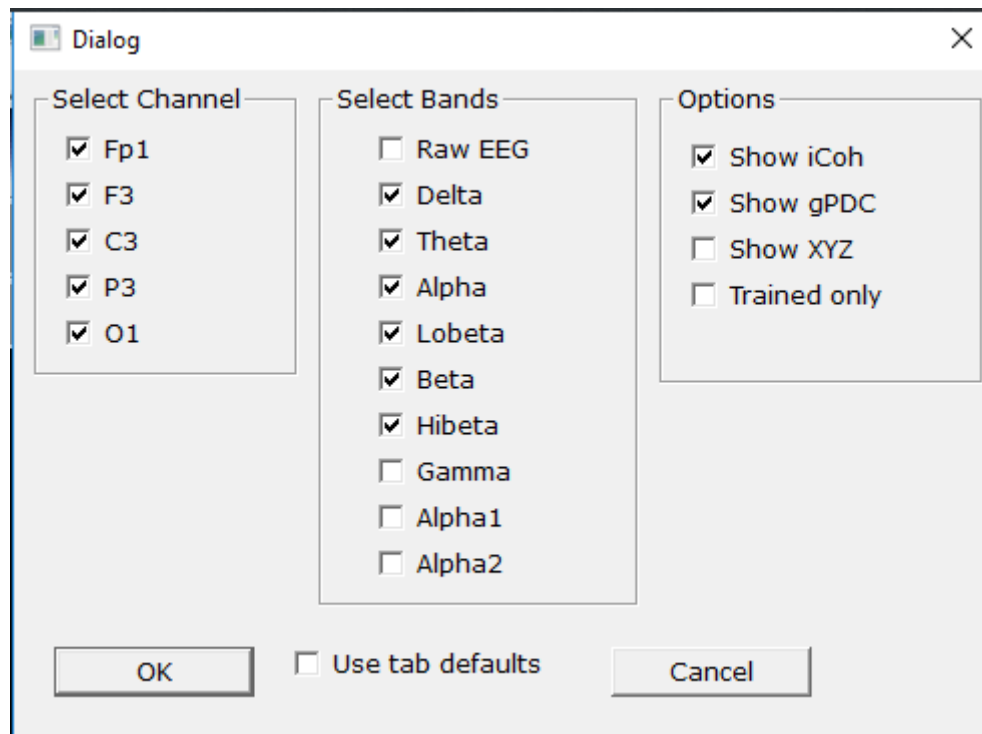 Dialog
Select Channel
Fp1
F3
C3
P3
O1
Select Bands
Raw EEG
Delta
Theta
Alpha
Lobeta
Beta
Hibeta
Gamma
Alpha1
Alpha2
Options
Show iCoh
Show gPDC
Show XYZ
Trained only
OK
Use tab defaults
Cancel